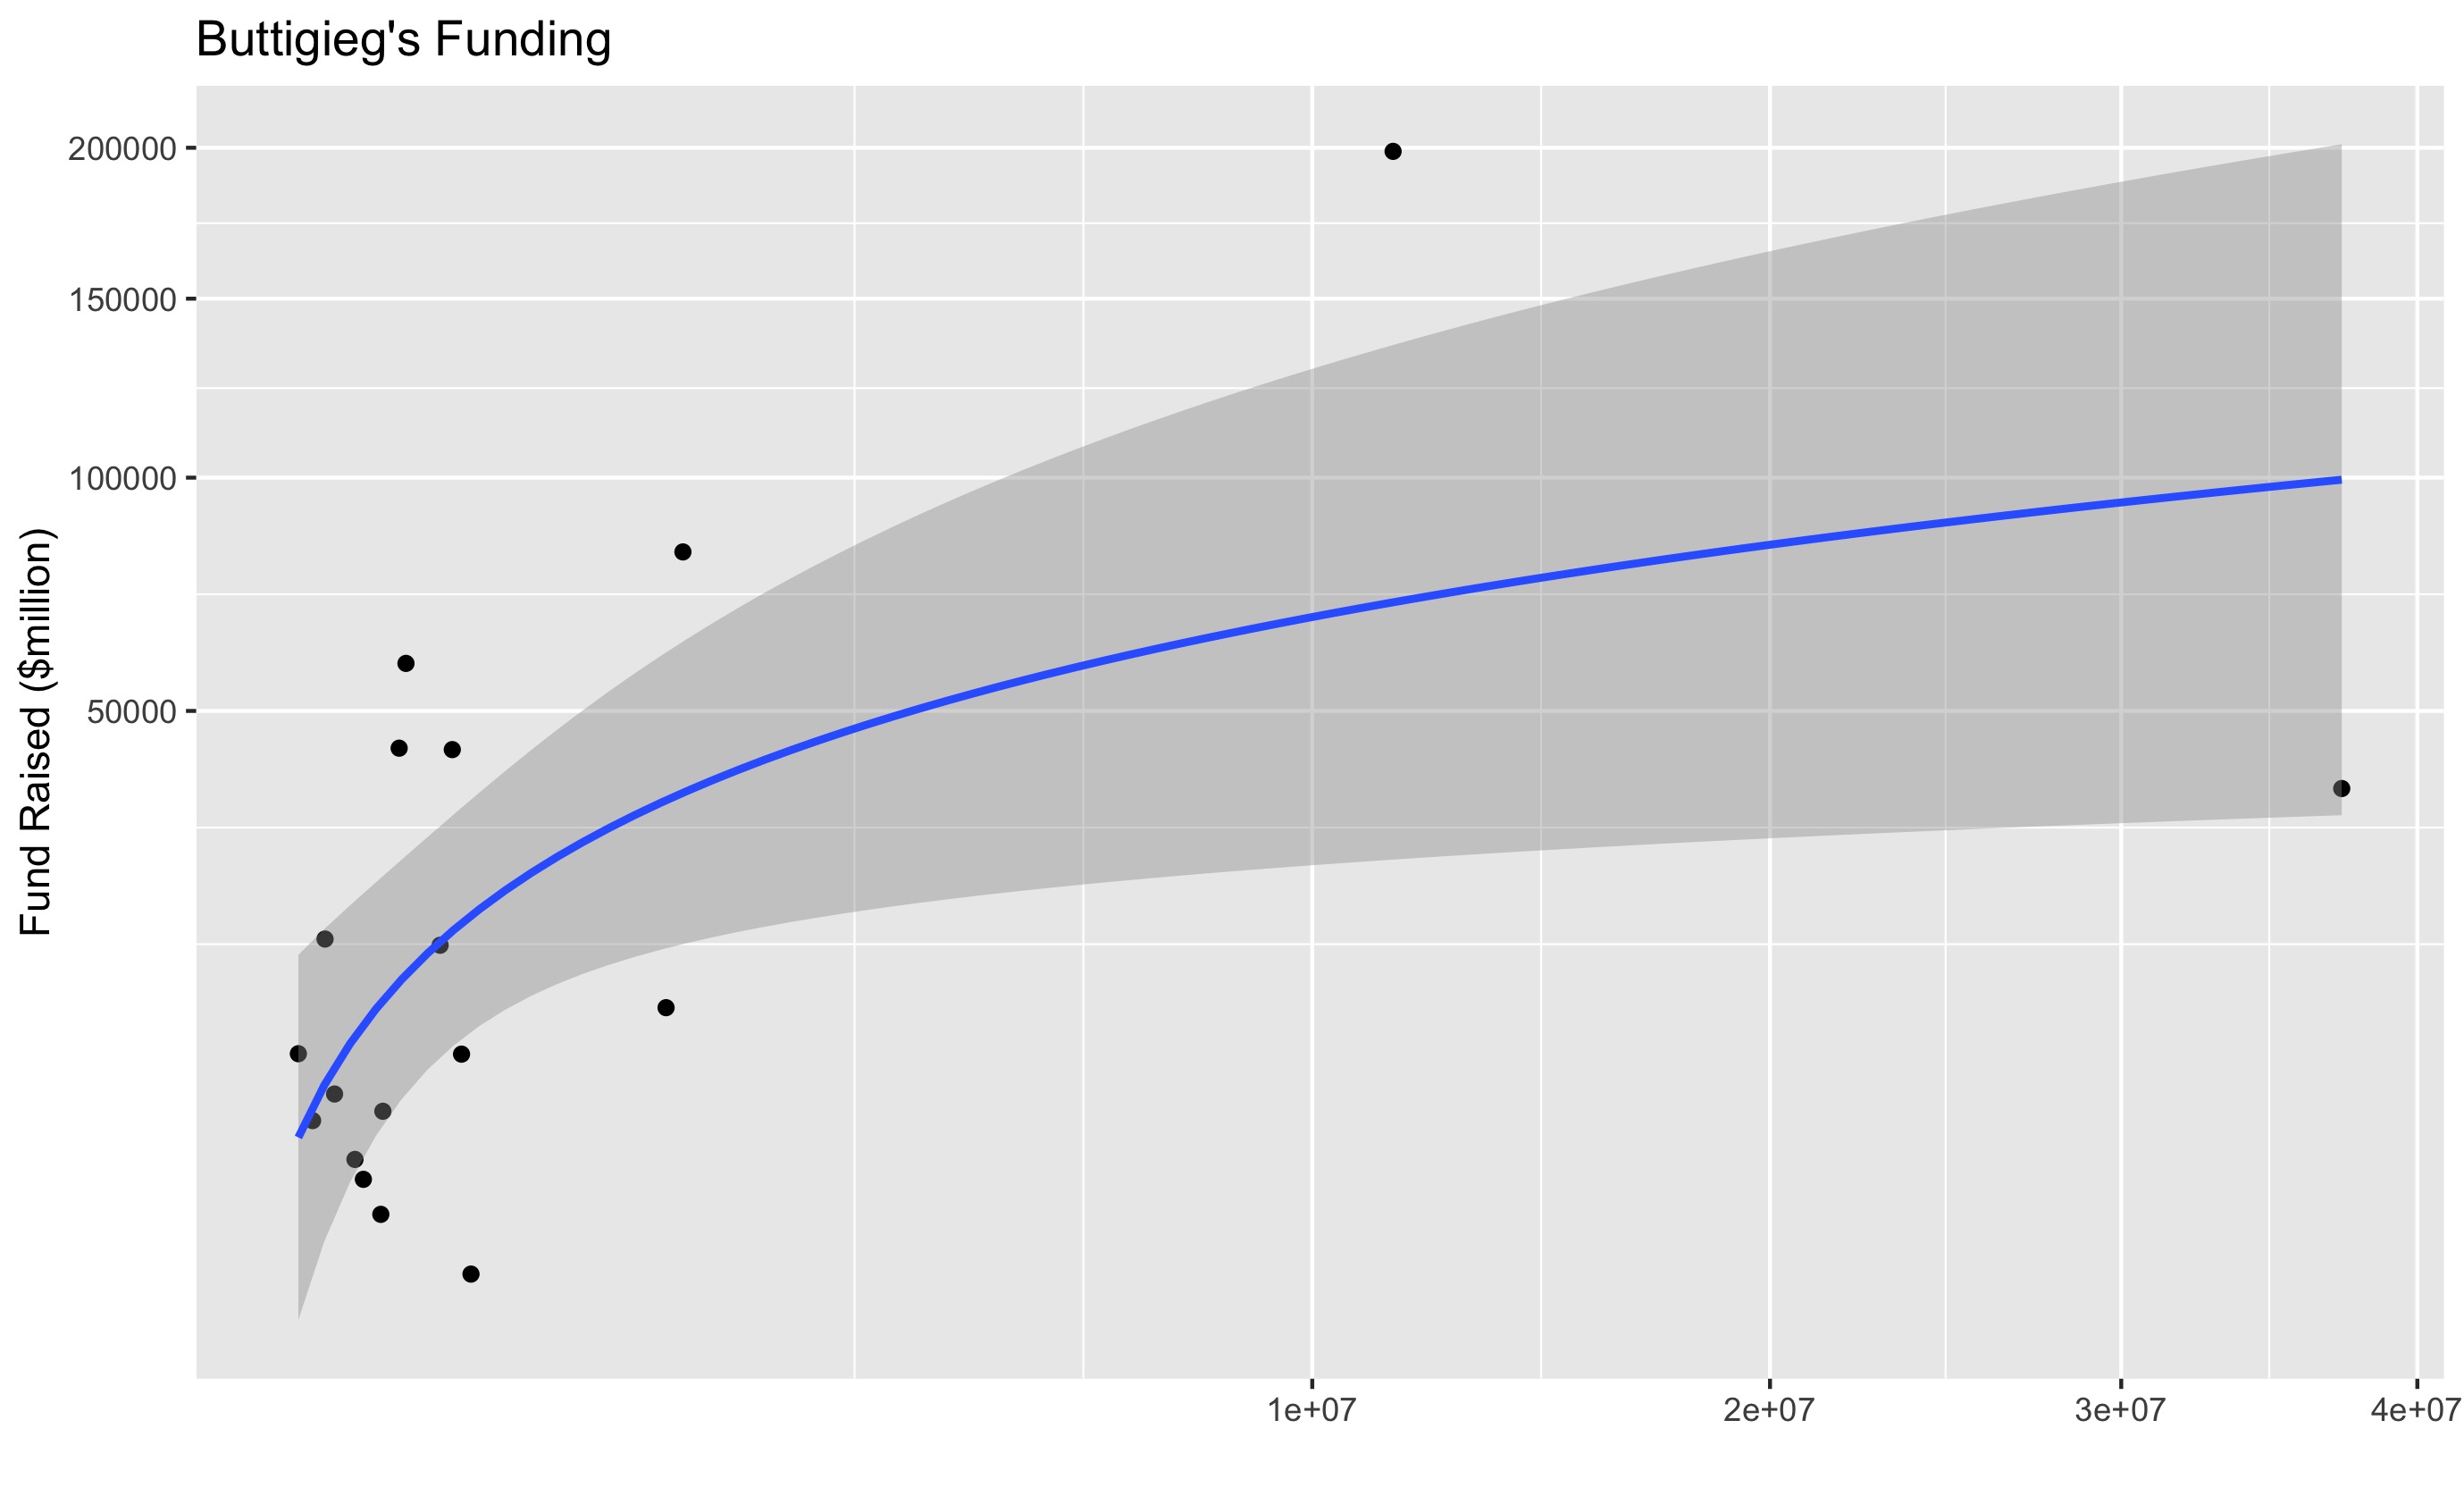 Buttigieg's Funding
200000
150000
100000
50000
Fund Raised ($million)
1e+07 2e+07 3e+07 4e+07